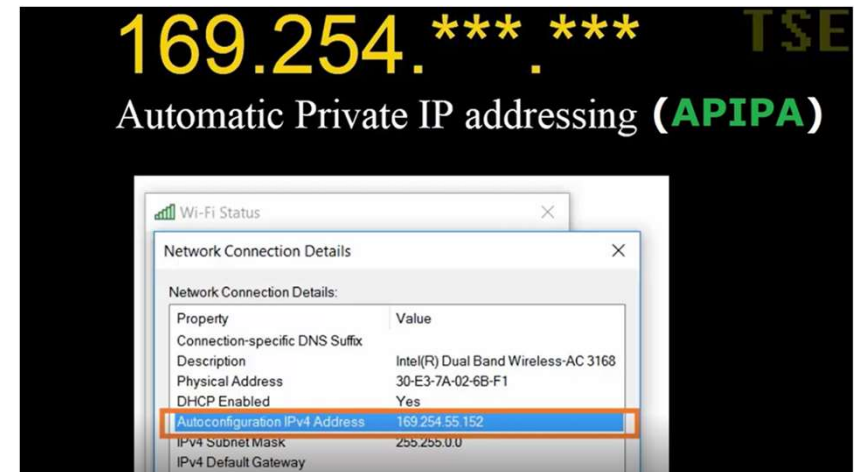 TSE
169.254.***.***
Automatic Private IP addressing (APIPA)
Wi-Fi Status
Network Connection Details
Network Connection Details:
Property Value
Connection-specific DNS Suffix
Description Intel(R) Dual Band Wireless-AC 3168
Physical Address 30-E3-7A-02-6B-F1
DHCP Enabled Yes
Autoconfiguration IPv4 Address 169.254.55.152
IPv4 Subnet Mask 255.255.0.0
IPv4 Default Gateway